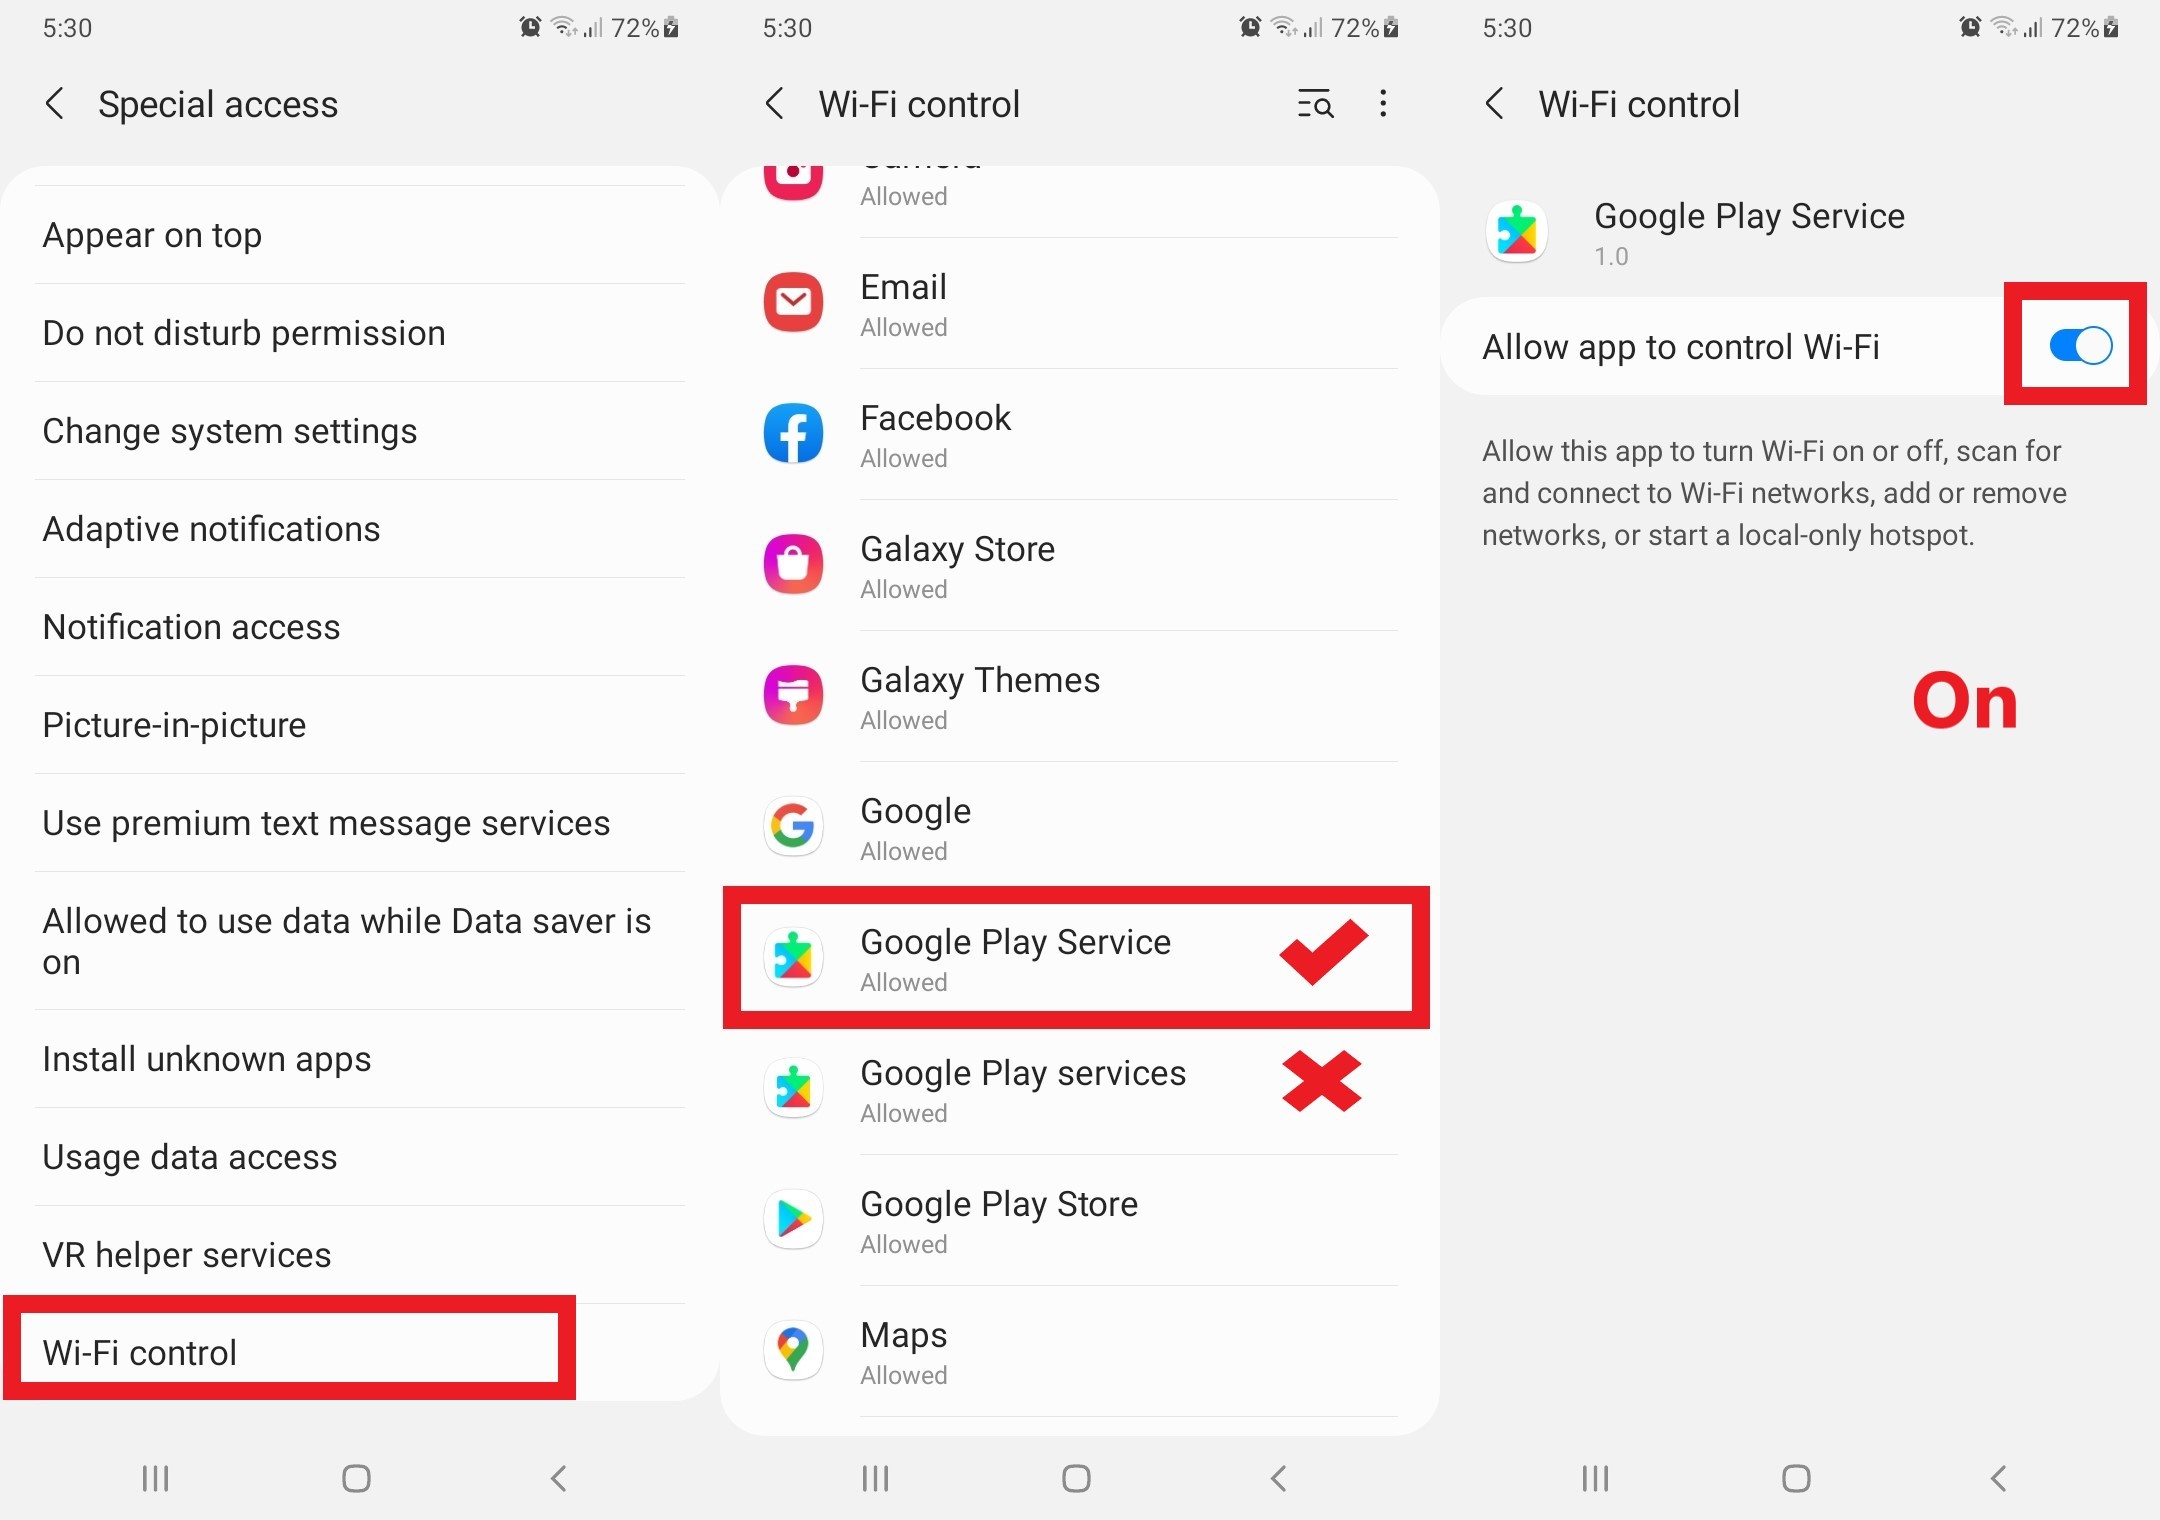 5:30
72%
Special access
Appear on top
Do not disturb permission
Change system settings
Adaptive notifications
Notification access
Picture-in-picture
Use premium text message services
Allowed to use data while Data saver is
on
Install unknown apps
Usage data access
VR helper services
Wi-Fi control
5:30
72%
Wi-Fi control
Camera
Allowed
Email
Allowed
Facebook
Allowed
Galaxy Store
Allowed
Galaxy Themes
Allowed
Google
Allowed
Google Play Service
Allowed
Google Play services
Allowed
Google Play Store
Allowed
Maps
Allowed
5:30
72%
Wi-Fi control
Google Play Service
1.0
Allow app to control Wi-Fi
Allow this app to turn Wi-Fi on or off, scan for
and connect to Wi-Fi networks, add or remove
networks, or start a local-only hotspot.
On